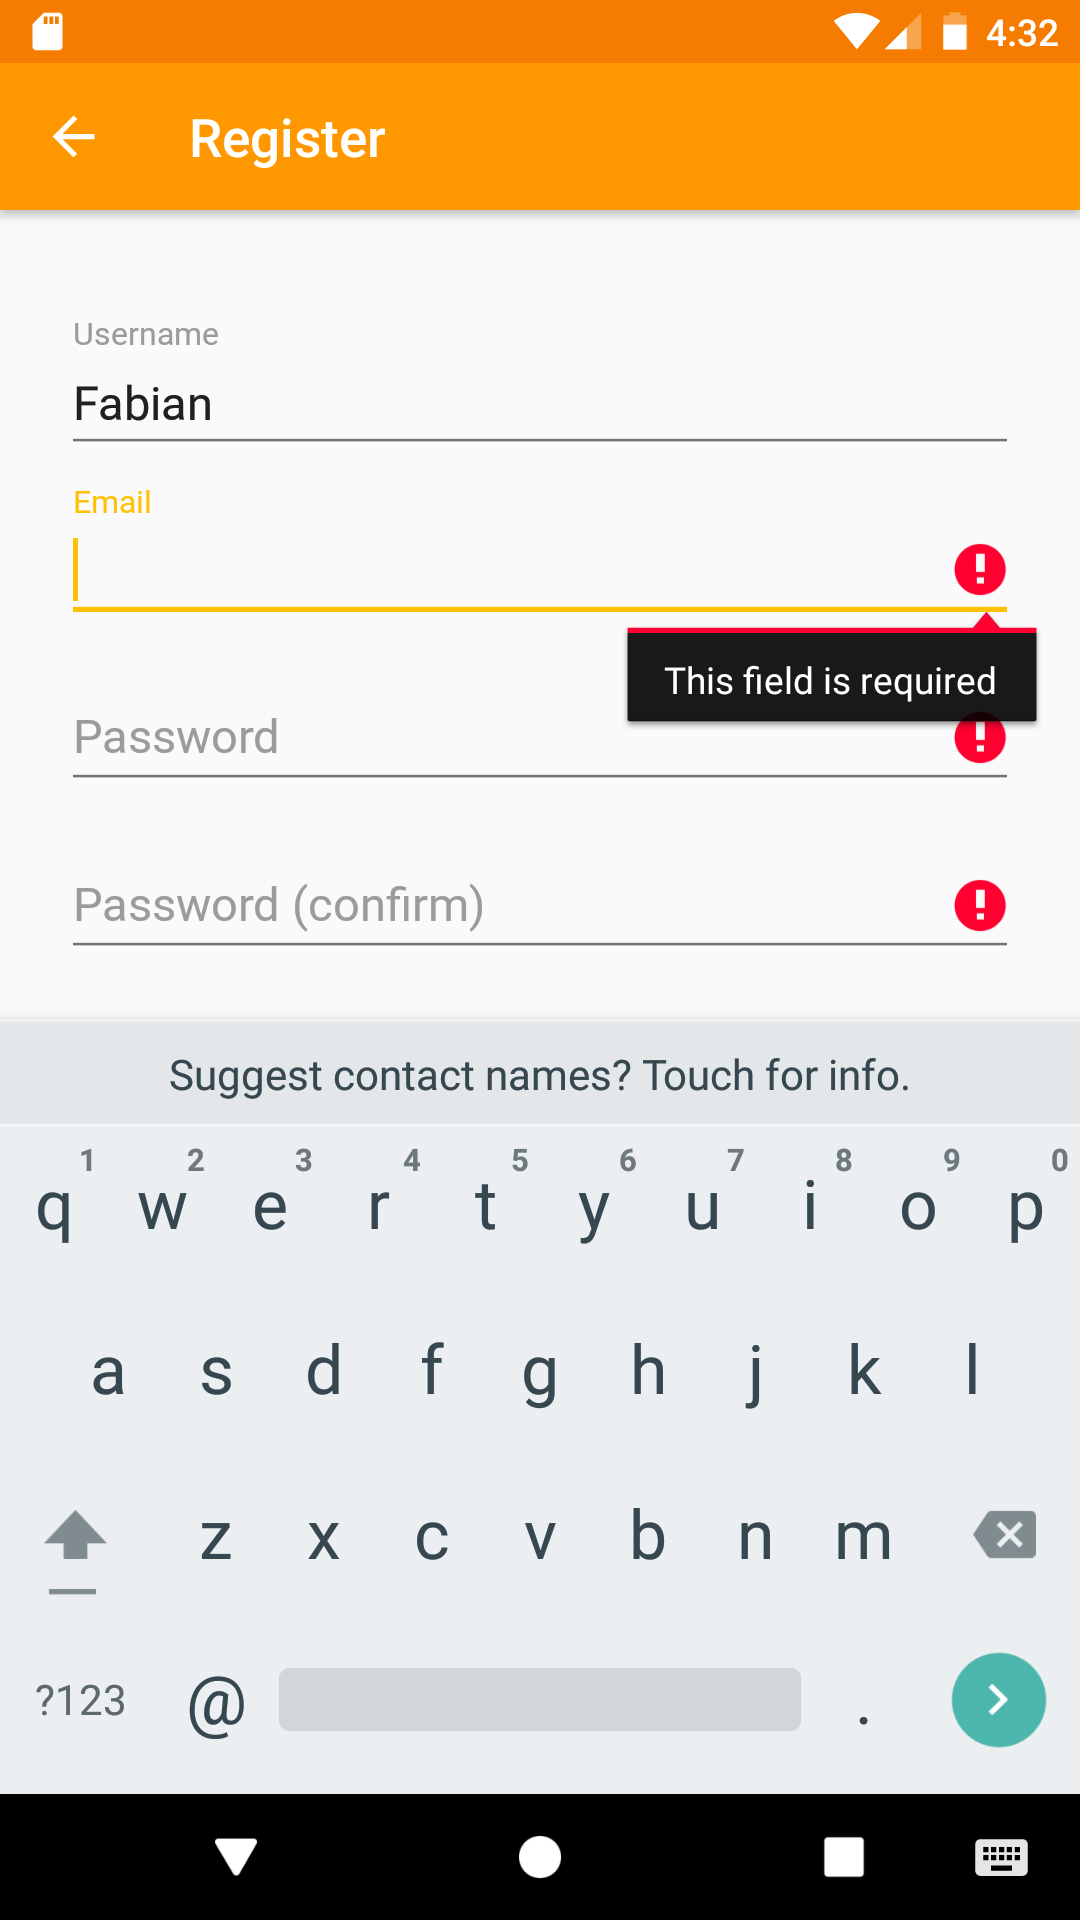 4:32
Register
Username
Fabian
Email
This field is required
Password
Password (confirm)
Suggest contact names? Touch for info.
1 2 3 4 5 6 7 8 9 0
q w e r t y u i o p
a s d f g h j k l
z x c v b n m
?123 @ .